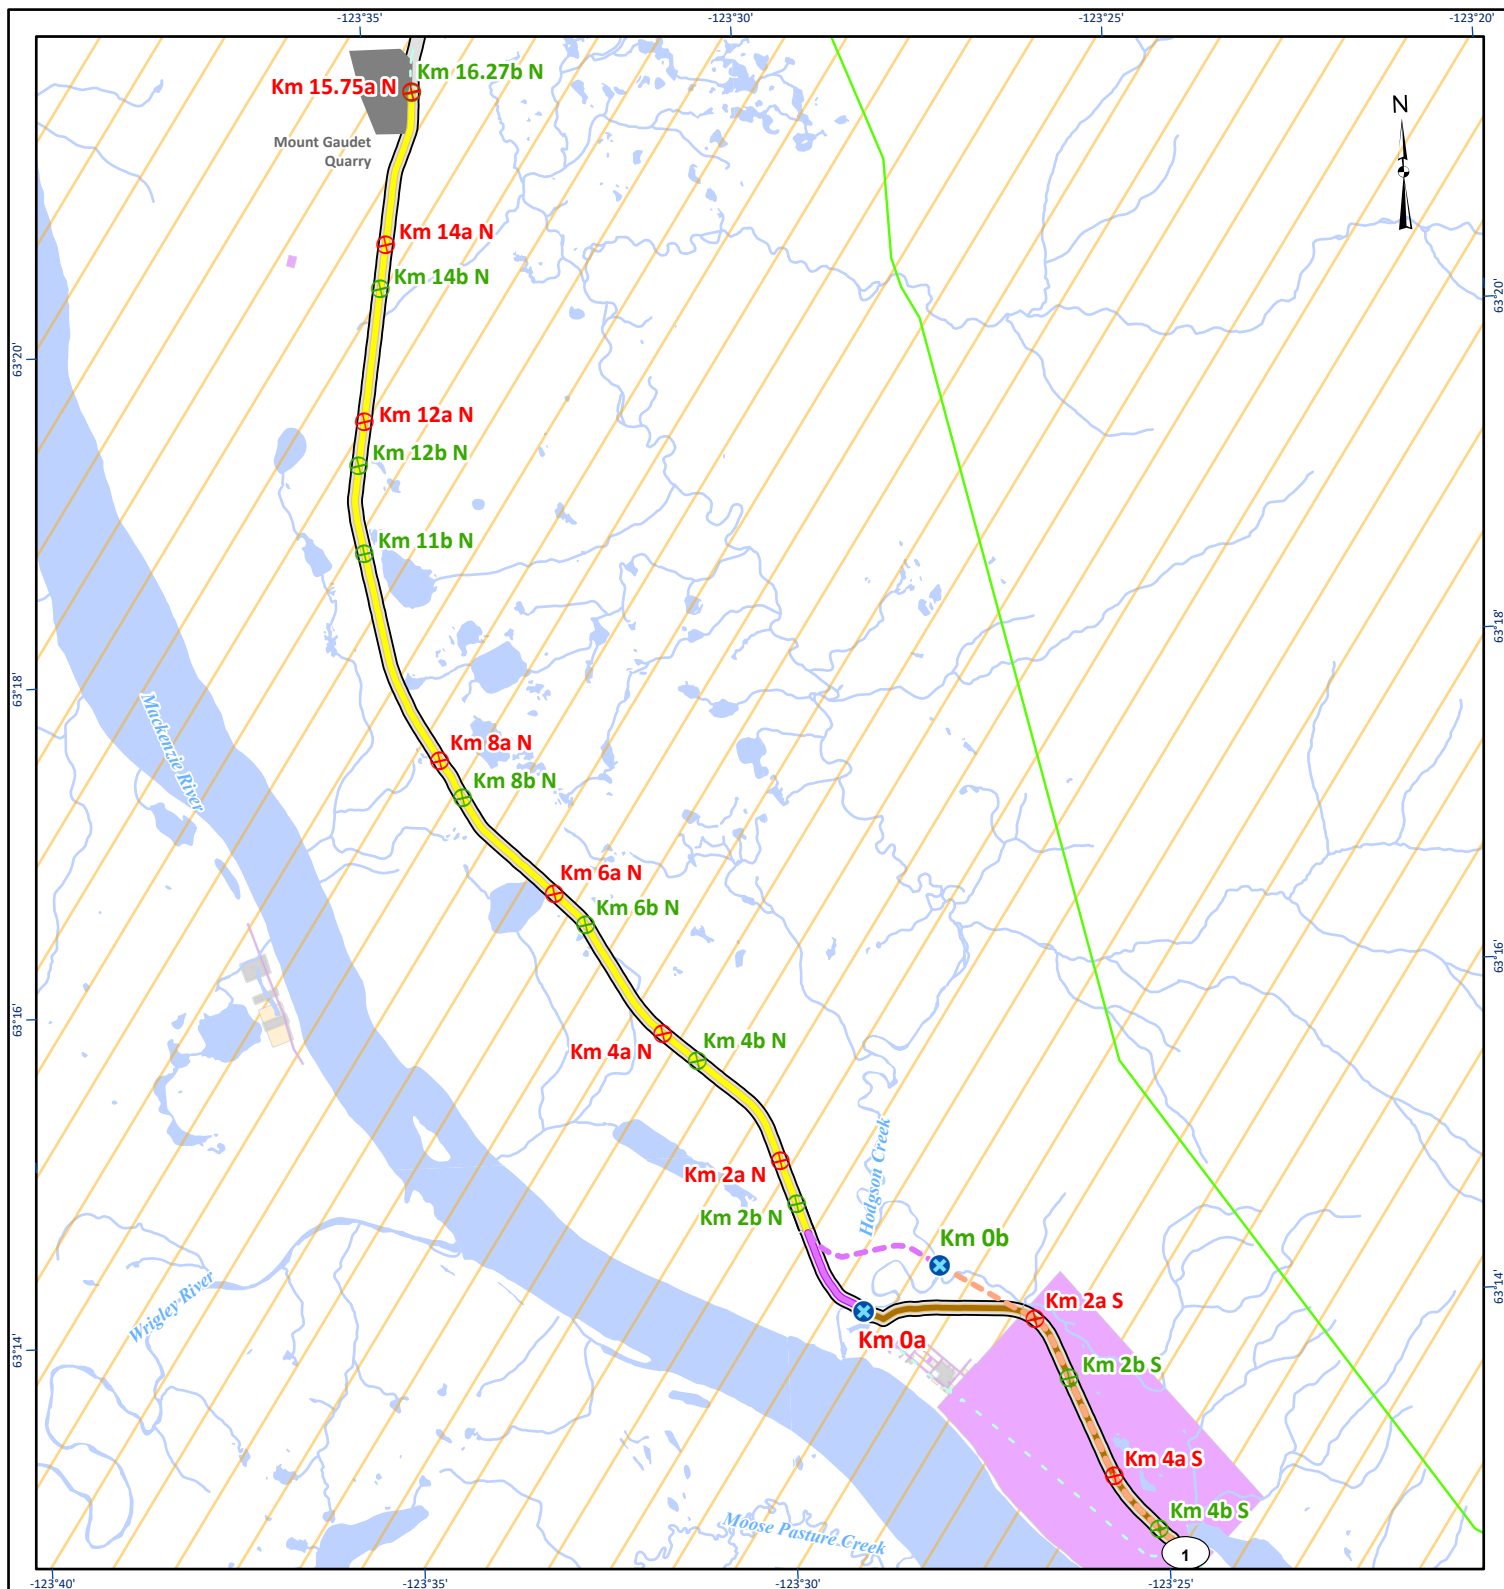 -123°35'
-123°30'
-123°25'
-123°20'
Km 16.27b N
Km 15.75a N
N
Mount Gaudet
Quarry
Km 14a N
Km 14b N
63°20'
63°20'
Km 12a N
Km 12b N
Km 11b N
63°18'
63°18'
Mackenzie River
Km 8a N
Km 8b N
Km 6a N
Km 6b N
63°16'
63°16'
Km 4b N
Km 4a N
Hodgson Creek
Km 2a N
Km 2b N
Km 0b
63°14'
Wrigley River
Km 2a S
Km 0a
63°14'
Km 2b S
Km 4a S
Km 4b S
Moose Pasture Creek
1
-123°40'
-123°35'
-123°30'
-123°25'